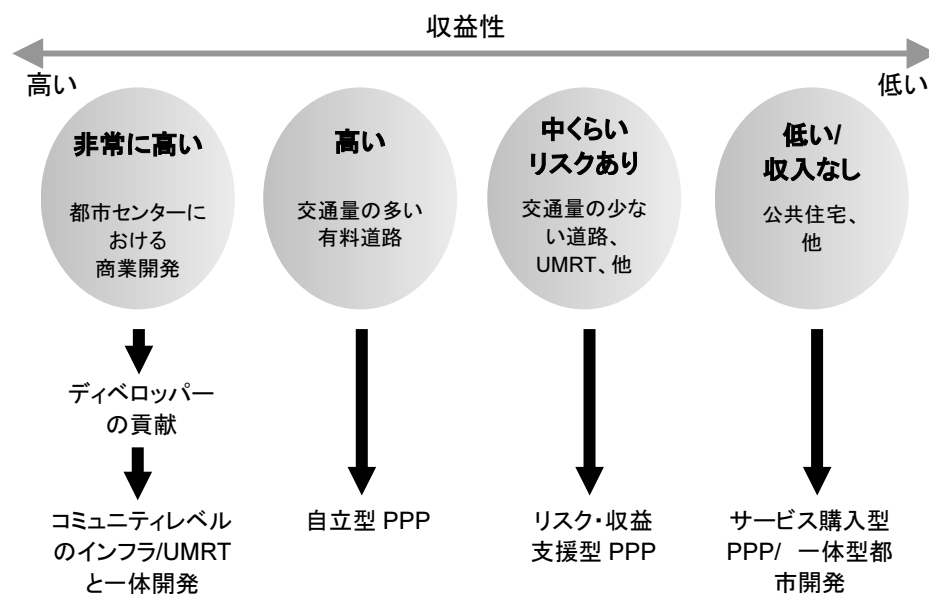 収益性
高い
低い
非常に高い
都市センターに
おける
商業開発
高い
交通量の多い
有料道路
中くらい
リスクあり
交通量の少な
い道路、
UMRT、他
低い/
収入なし
公共住宅、
他
ディベロッパー
の貢献
コミュニティレベル
のインフラ/UMRT
と一体開発
自立型 PPP
リスク・収益
支援型 PPP
サービス購入型
PPP/ 一体型都
市開発